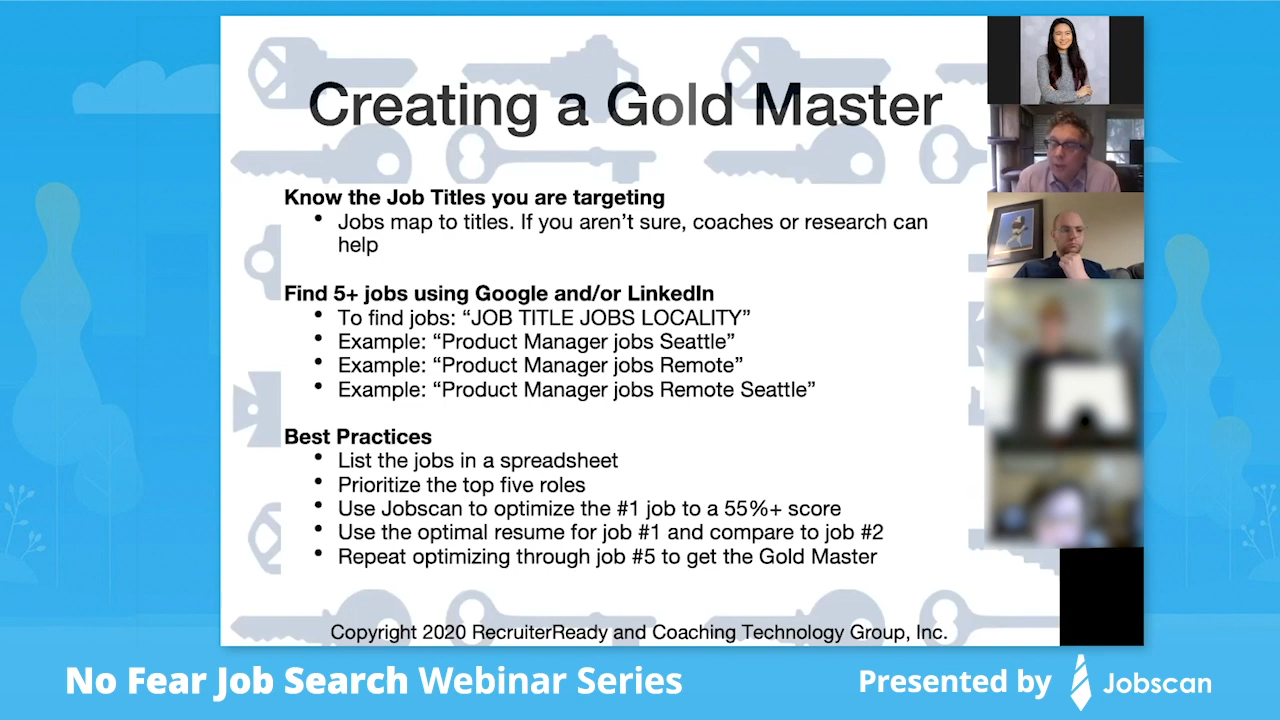 Creating a Gold Master
Know the Job Titles you are targeting
• Jobs map to titles. If you aren’t sure, coaches or research can
help
Find 5+ jobs using Google and/or LinkedIn
• To find jobs: “JOB TITLE JOBS LOCALITY”
• Example: “Product Manager jobs Seattle”
• Example: “Product Manager jobs Remote”
• Example: “Product Manager jobs Remote Seattle”
Best Practices
• List the jobs in a spreadsheet
• Prioritize the top five roles
• Use Jobscan to optimize the #1 job to a 55%+ score
• Use the optimal resume for job #1 and compare to job #2
• Repeat optimizing through job #5 to get the Gold Master
Copyright 2020 RecruiterReady and Coaching Technology Group, Inc.
No Fear Job Search Webinar Series
Presented by Jobscan